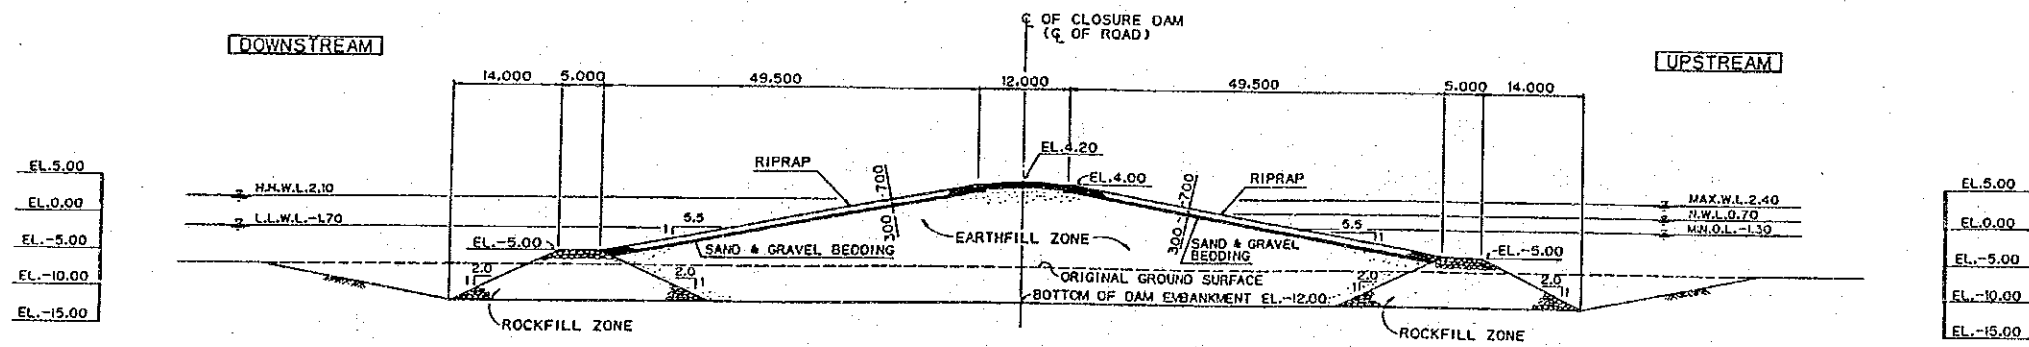 ℄ OF CLOSURE DAM
(℄ OF ROAD)
DOWNSTREAM
UPSTREAM
14.000 5.000 49.500 12.000 49.500 5.000 14.000
EL.4.20
RIPRAP
EL.4.00
RIPRAP
EL.5.00
H.H.W.L.2.10
EL.0.00
L.L.W.L.-1.70
EL.-5.00
EL.-10.00
EL.-15.00
300 700
300 700
5.5
1
5.5
1
EL.-5.00
SAND & GRAVEL BEDDING
EARTHFILL ZONE
SAND & GRAVEL
BEDDING
EL.-5.00
2.0
1
2.0
1
2.0
1
2.0
1
ORIGINAL GROUND SURFACE
BOTTOM OF DAM EMBANKMENT EL.-12.00
ROCKFILL ZONE
ROCKFILL ZONE
MAX.W.L.2.40
N.W.L.0.70
MIN.O.L.-1.30
EL.5.00
EL.0.00
EL.-5.00
EL.-10.00
EL.-15.00